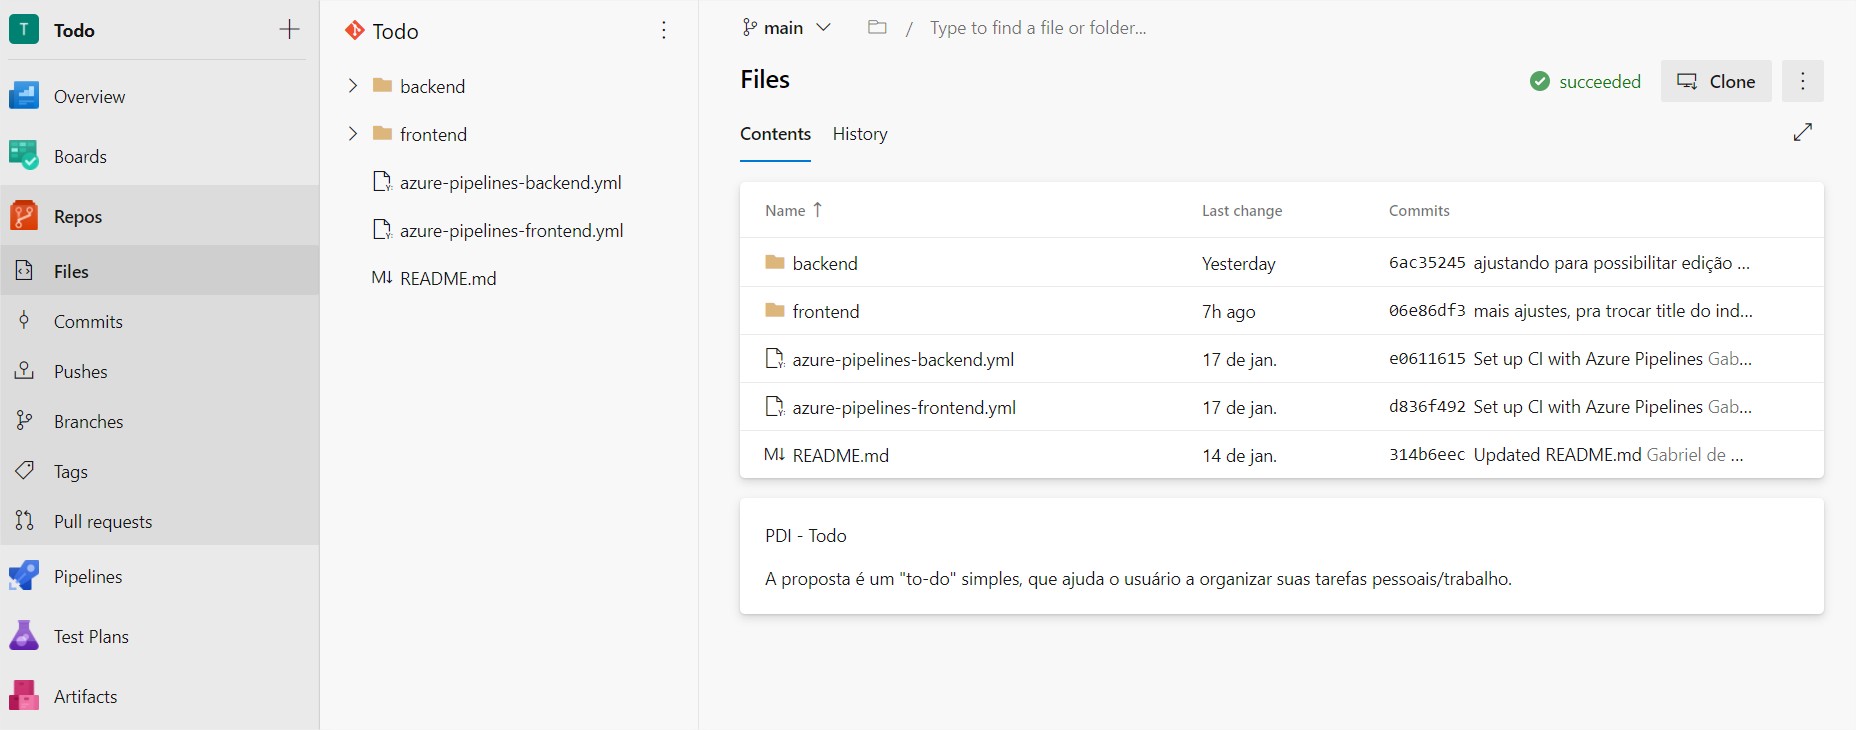 T Todo
Overview
Boards
Repos
Files
Commits
Pushes
Branches
Tags
Pull requests
Pipelines
Test Plans
Artifacts
Todo
backend
frontend
azure-pipelines-backend.yml
azure-pipelines-frontend.yml
README.md
main / Type to find a file or folder...
Files succeeded Clone
Contents History
Name Last change Commits
backend Yesterday 6ac35245 ajustando para possibilitar edição ...
frontend 7h ago 06e86df3 mais ajustes, pra trocar title do ind...
azure-pipelines-backend.yml 17 de jan. e0611615 Set up CI with Azure Pipelines Gab...
azure-pipelines-frontend.yml 17 de jan. d836f492 Set up CI with Azure Pipelines Gab...
README.md 14 de jan. 314b6eec Updated README.md Gabriel de ...
PDI - Todo
A proposta é um "to-do" simples, que ajuda o usuário a organizar suas tarefas pessoais/trabalho.